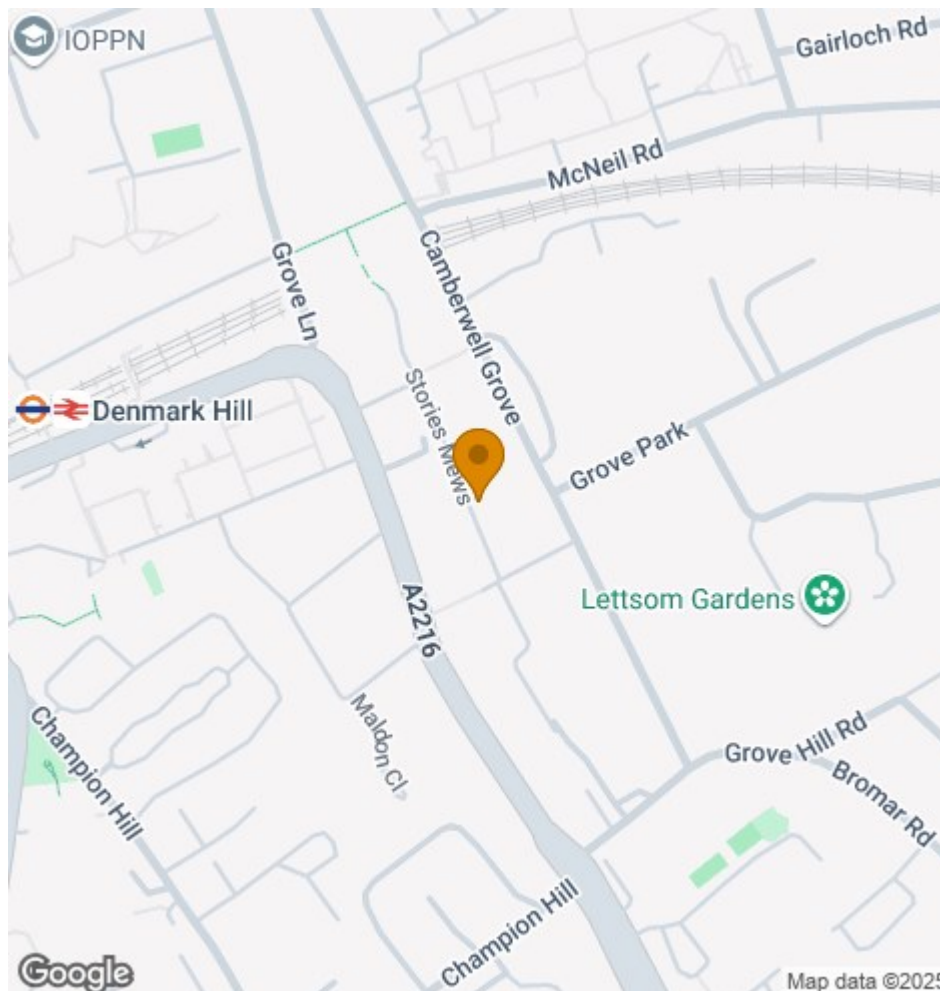 IOPPN
Gairloch Rd
McNeil Rd
Grove Ln
Camberwell Grove
Denmark Hill
Stories Mews
Grove Park
A2216
Lettsom Gardens
Maldon Cl
Champion Hill
Grove Hill Rd
Bromar Rd
Champion Hill
Google
Map data ©2025